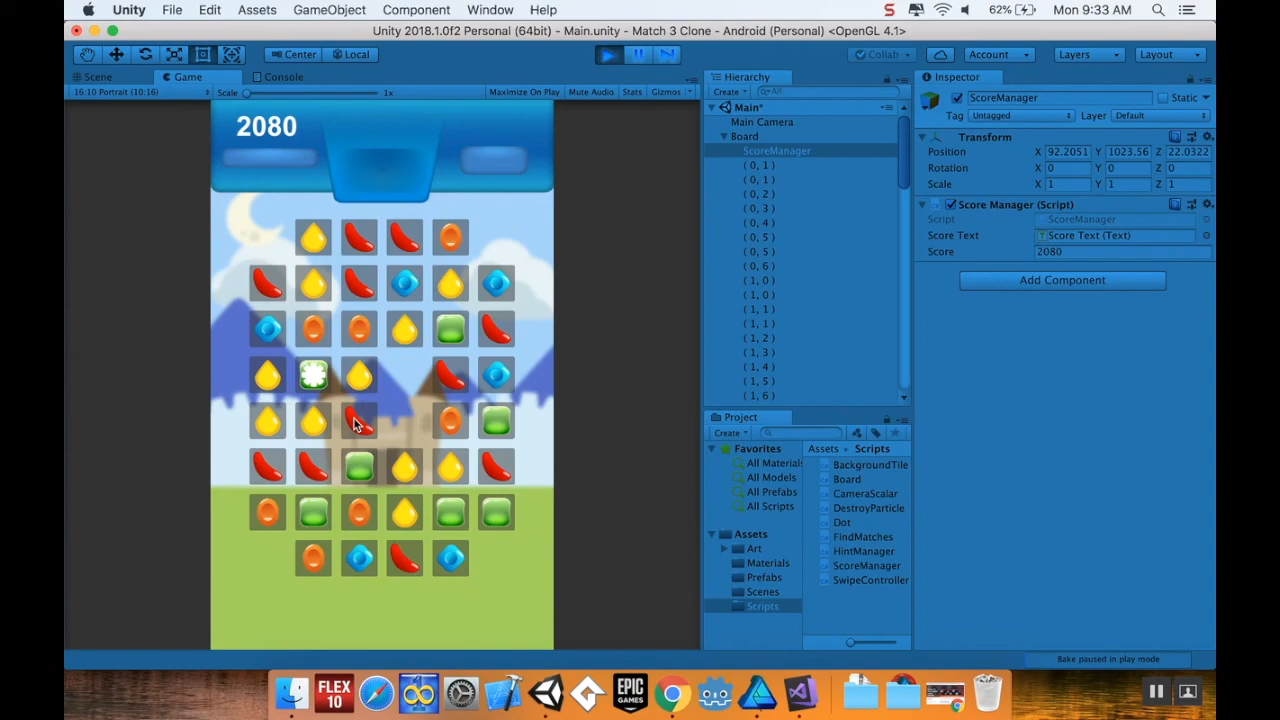 Unity File Edit Assets GameObject Component Window Help
62% Mon 9:33 AM
Unity 2018.1.0f2 Personal (64bit) - Main.unity - Match 3 Clone - Android (Personal) <OpenGL 4.1>
Center Local
Collab Account Layers Layout
Scene Game Console
16:10 Portrait (10:16) Scale 1x Maximize On Play Mute Audio Stats Gizmos
2080
Hierarchy
Create All
Main*
Main Camera
Board
ScoreManager
( 0, 1 )
( 0, 1 )
( 0, 2 )
( 0, 3 )
( 0, 4 )
( 0, 5 )
( 0, 5 )
( 0, 6 )
( 1, 0 )
( 1, 0 )
( 1, 1 )
( 1, 1 )
( 1, 2 )
( 1, 3 )
( 1, 4 )
( 1, 5 )
( 1, 6 )
Inspector
ScoreManager Static
Tag Untagged Layer Default
Transform
Position X 92.2051 Y 1023.56 Z 22.0322
Rotation X 0 Y 0 Z 0
Scale X 1 Y 1 Z 1
Score Manager (Script)
Script ScoreManager
Score Text Score Text (Text)
Score 2080
Add Component
Project
Create
Favorites
All Materials
All Models
All Prefabs
All Scripts
Assets
Art
Materials
Prefabs
Scenes
Scripts
Assets Scripts
BackgroundTile
Board
CameraScalar
DestroyParticle
Dot
FindMatches
HintManager
ScoreManager
SwipeController
Bake paused in play mode
FLEX
10
EPIC
GAMES